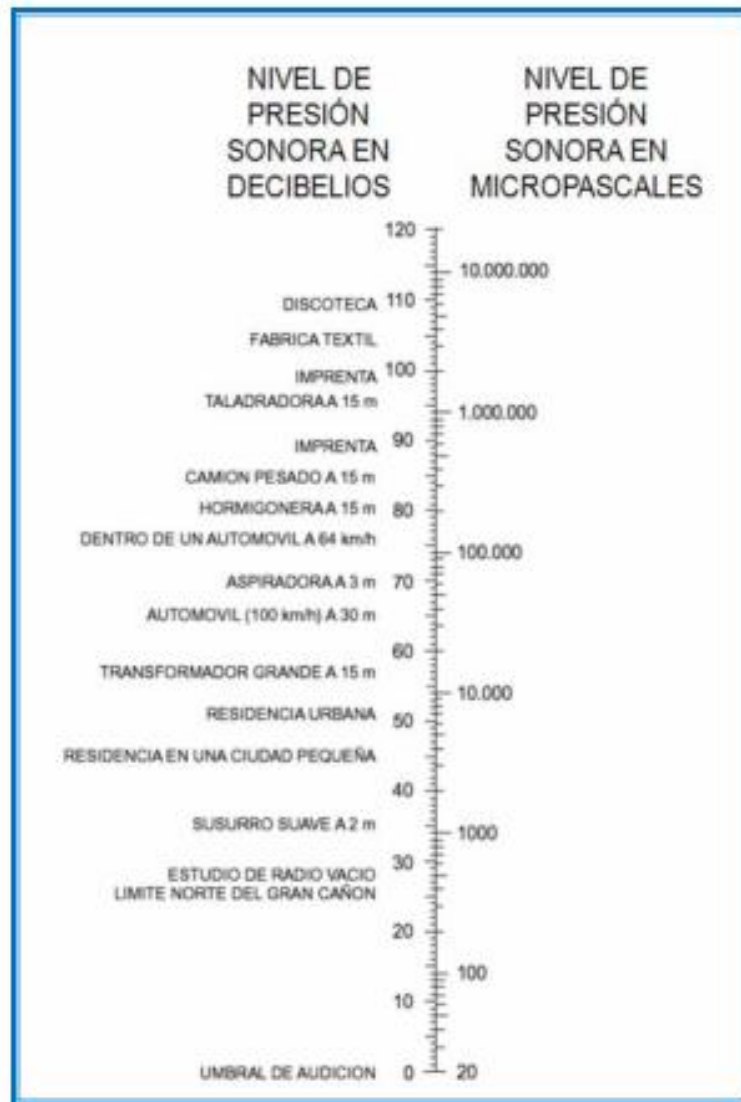 NIVEL DE
PRESIÓN
SONORA EN
DECIBELIOS
NIVEL DE
PRESIÓN
SONORA EN
MICROPASCALES
120
10.000.000
DISCOTECA 110
FABRICA TEXTIL
100
IMPRENTA
TALADRADORA A 15 m
1.000.000
90
IMPRENTA
CAMION PESADO A 15 m
HORMIGONERA A 15 m 80
DENTRO DE UN AUTOMOVIL A 64 km/h
100.000
ASPIRADORA A 3 m 70
AUTOMOVIL (100 km/h) A 30 m
60
TRANSFORMADOR GRANDE A 15 m
10.000
RESIDENCIA URBANA
50
RESIDENCIA EN UNA CIUDAD PEQUEÑA
40
SUSURRO SUAVE A 2 m
1000
30
ESTUDIO DE RADIO VACIO
LIMITE NORTE DEL GRAN CAÑON
20
100
10
UMBRAL DE AUDICION 0 20